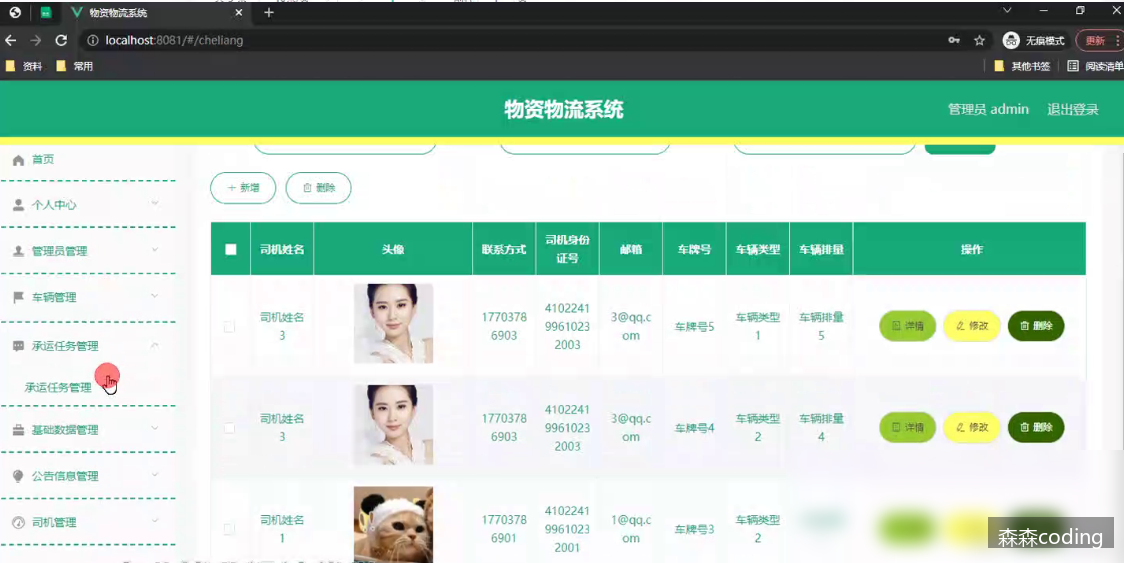 物资物流系统
localhost:8081/#/cheliang
无痕模式
更新
资料
常用
其他书签
阅读清单
物资物流系统
管理员 admin
退出登录
首页
个人中心
管理员管理
车辆管理
承运任务管理
承运任务管理
基础数据管理
公告信息管理
司机管理
+ 新增
删除
司机姓名 头像 联系方式 司机身份证号 邮箱 车牌号 车辆类型 车辆排量 操作
司机姓名3 17703786903 410224199610232003 3@qq.com 车牌号5 车辆类型1 车辆排量5 详情 修改 删除
司机姓名3 17703786903 410224199610232003 3@qq.com 车牌号4 车辆类型2 车辆排量4 详情 修改 删除
司机姓名1 17703786901 410224199610232001 1@qq.com 车牌号3 车辆类型2
森森coding